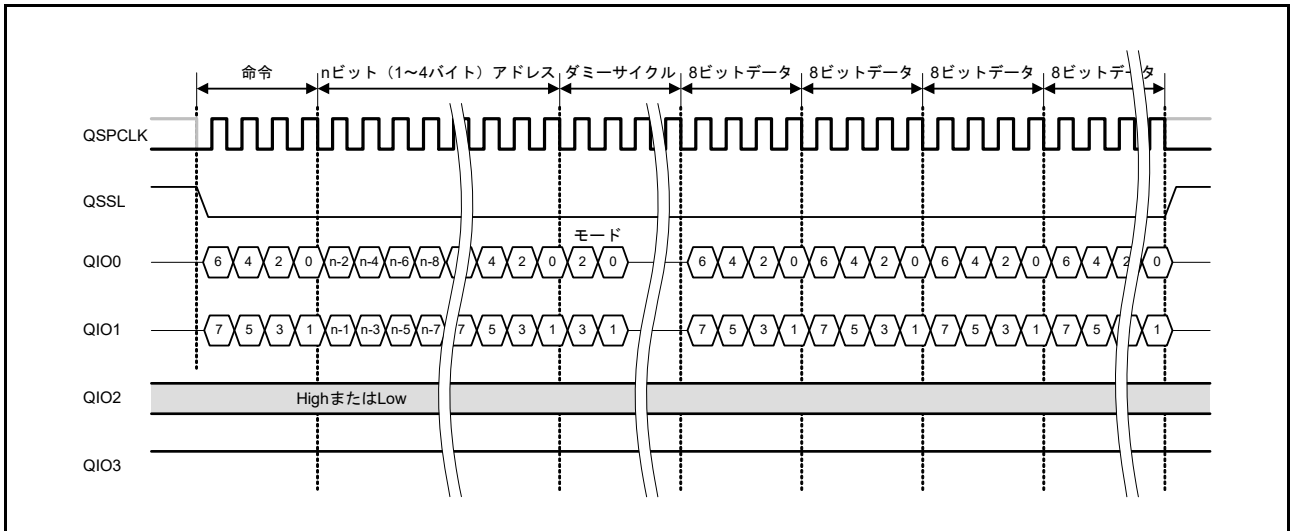 命令 nビット（1～4バイト）アドレス ダミーサイクル 8ビットデータ 8ビットデータ 8ビットデータ 8ビットデータ
QSPCLK
QSSL
モード
QIO0 6 4 2 0 n-2 n-4 n-6 n-8 4 2 0 2 0 6 4 2 0 6 4 2 0 6 4 2 0 6 4 2 0
QIO1 7 5 3 1 n-1 n-3 n-5 n-7 7 5 3 1 3 1 7 5 3 1 7 5 3 1 7 5 3 1 7 5 1
QIO2 HighまたはLow
QIO3